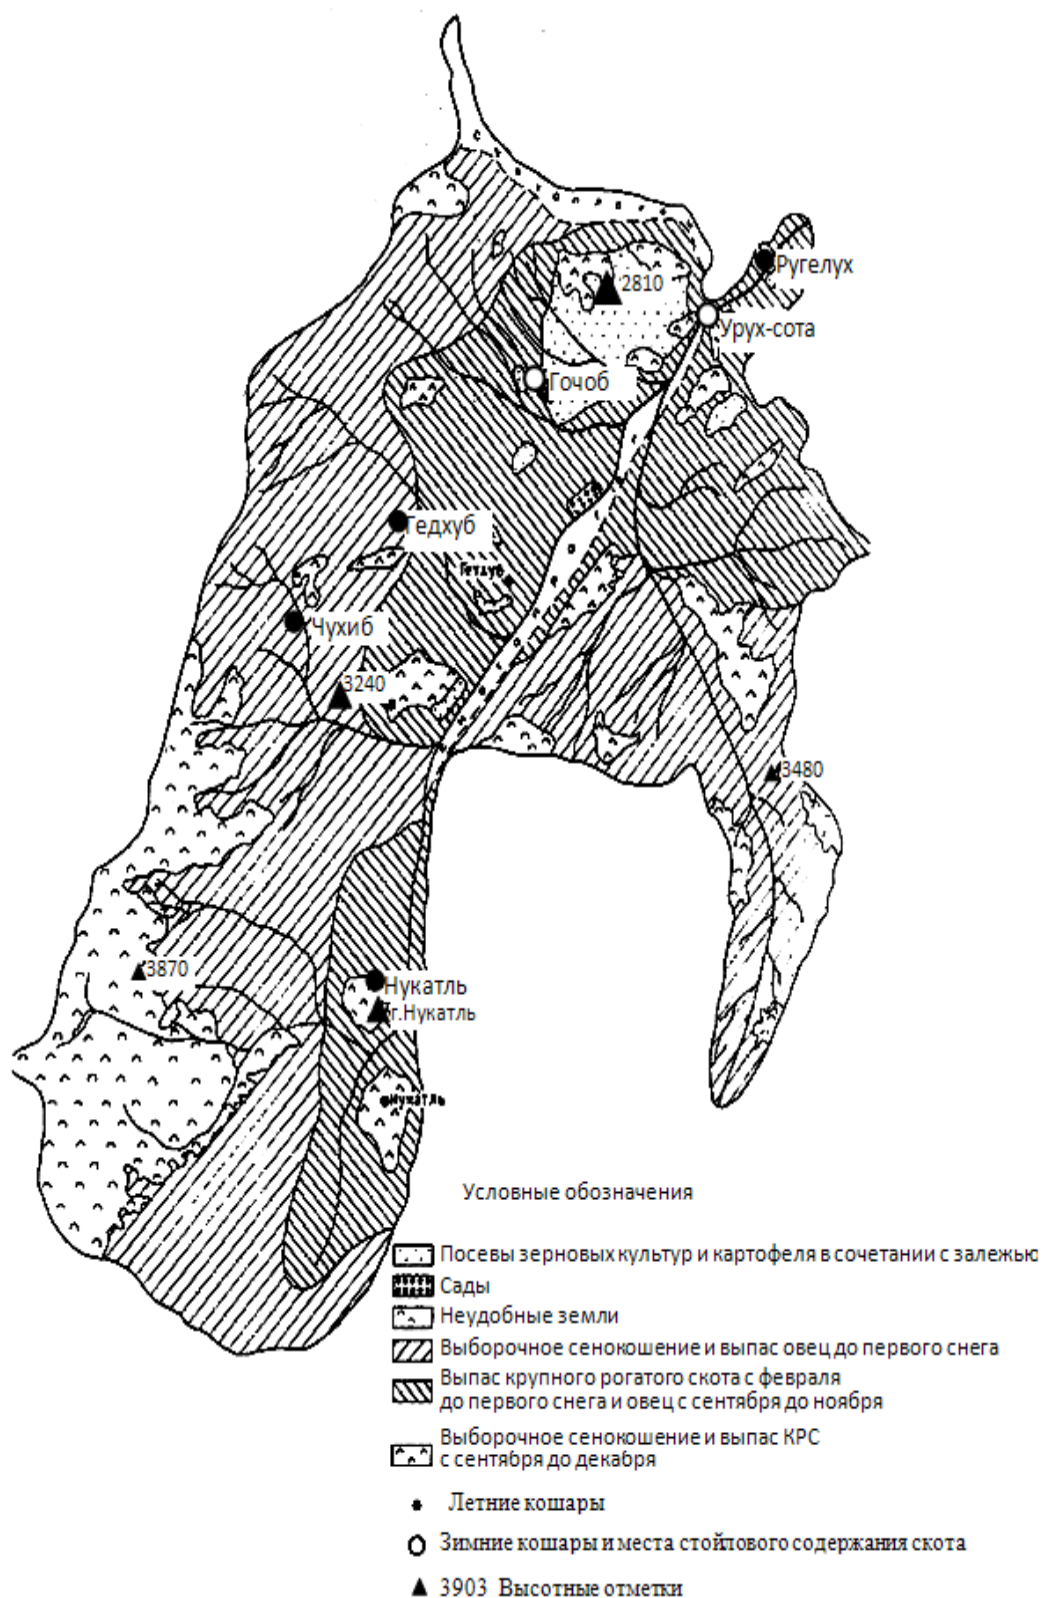 2810
Ругелух
Урух-сота
Гочоб
Гедхуб
Гетхуб
Чухиб
3240
3480
3870
Нукатль
г.Нукатль
Нукатль
Условные обозначения
Посевы зерновых культур и картофеля в сочетании с залежью
Сады
Неудобные земли
Выборочное сенокошение и выпас овец до первого снега
Выпас крупного рогатого скота с февраля
до первого снега и овец с сентября до ноября
Выборочное сенокошение и выпас КРС
с сентября до декабря
Летние кошары
Зимние кошары и места стойлового содержания скота
3903 Высотные отметки